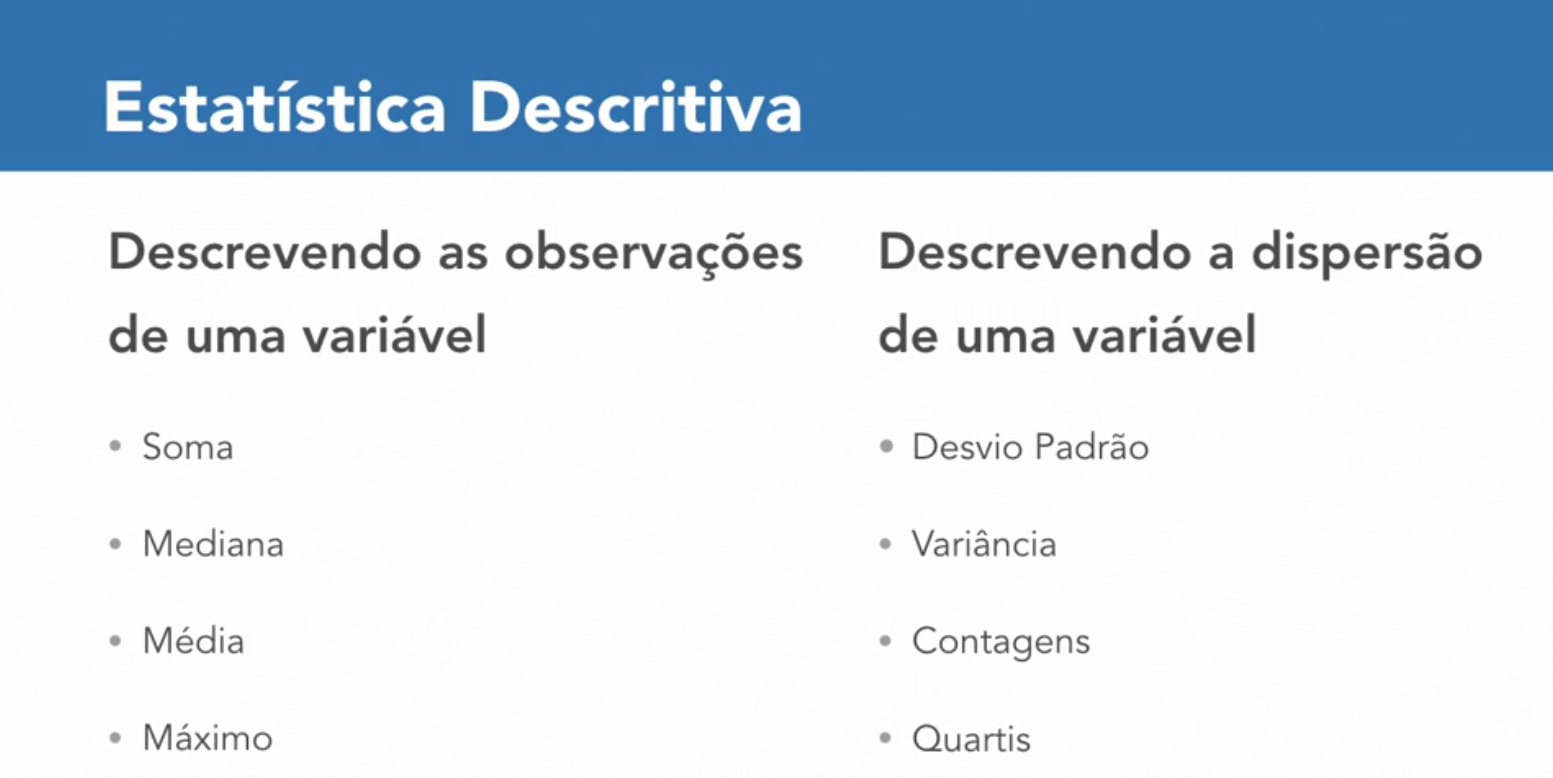 Estatística Descritiva
Descrevendo as observações
de uma variável
• Soma
• Mediana
• Média
• Máximo
Descrevendo a dispersão
de uma variável
• Desvio Padrão
• Variância
• Contagens
• Quartis